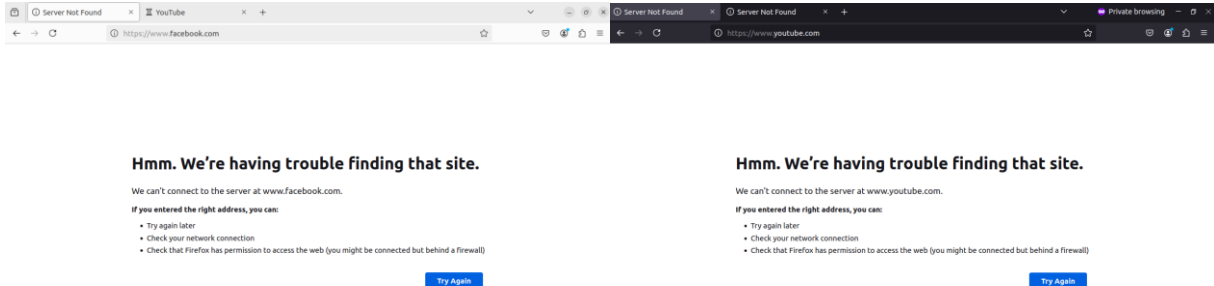 Server Not Found
YouTube
https://www.facebook.com
Hmm. We're having trouble finding that site.
We can't connect to the server at www.facebook.com.
If you entered the right address, you can:
• Try again later
• Check your network connection
• Check that Firefox has permission to access the web (you might be connected but behind a firewall)
Try Again
Server Not Found
Server Not Found
Private browsing
https://www.youtube.com
Hmm. We're having trouble finding that site.
We can't connect to the server at www.youtube.com.
If you entered the right address, you can:
• Try again later
• Check your network connection
• Check that Firefox has permission to access the web (you might be connected but behind a firewall)
Try Again